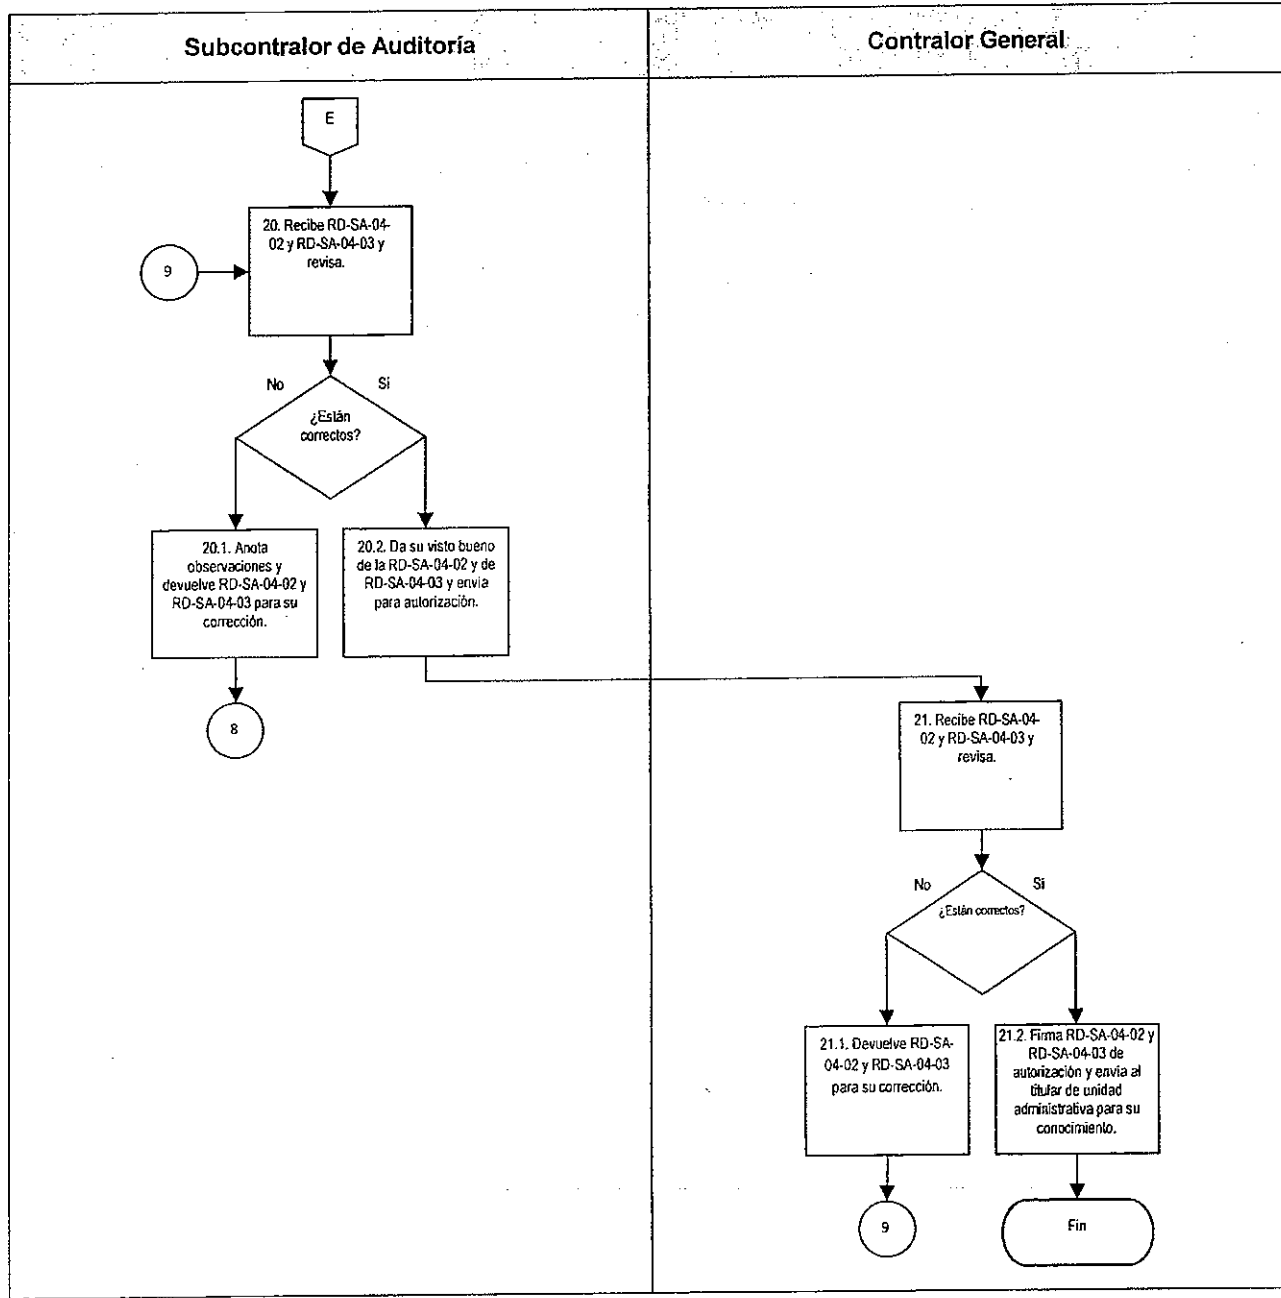 Subcontralor de Auditoría
Contralor General
E
20. Recibe RD-SA-04-
02 y RD-SA-04-03 y
revisa.
9
No
Si
¿Están
correctos?
20.1. Anota
observaciones y
devuelve RD-SA-04-02 y
RD-SA-04-03 para su
corrección.
20.2. Da su visto bueno
de la RD-SA-04-02 y de
RD-SA-04-03 y envia
para autorización.
8
21. Recibe RD-SA-04-
02 y RD-SA-04-03 y
revisa.
No
Si
¿Están correctos?
21.1. Devuelve RD-SA-
04-02 y RD-SA-04-03
para su corrección.
21.2. Firma RD-SA-04-02 y
RD-SA-04-03 de
autorización y envia al
titular de unidad
administrativa para su
conocimiento.
9
Fin